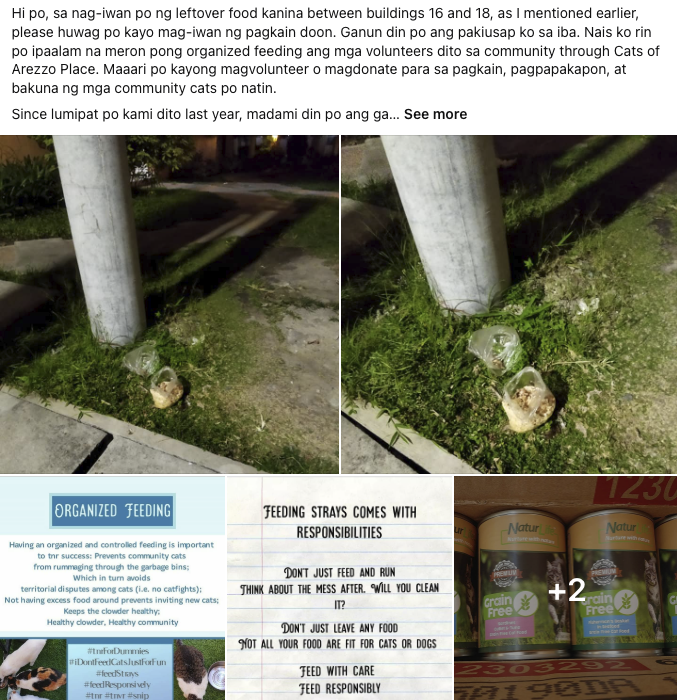 Hi po, sa nag-iwan po ng leftover food kanina between buildings 16 and 18, as I mentioned earlier,
please huwag po kayo mag-iwan ng pagkain doon. Ganun din po ang pakiusap ko sa iba. Nais ko rin
po ipaalam na meron pong organized feeding ang mga volunteers dito sa community through Cats of
Arezzo Place. Maaari po kayong magvolunteer o magdonate para sa pagkain, pagpapakapon, at
bakuna ng mga community cats po natin.
Since lumipat po kami dito last year, madami din po ang ga... See more
ORGANIZED FEEDING
Having an organized and controlled feeding is important
to tnr success: Prevents community cats
from rummaging through the garbage bins;
Which in turn avoids
territorial disputes among cats (i.e. no catfights);
Not having excess food around prevents inviting new cats;
Keeps the clowder healthy;
Healthy clowder, Healthy community
#tnrForDummies
#iDontFeedCatsJustForFun
#feedStrays
#feedResponsively
#tnr #tnvr #snip
FEEDING STRAYS COMES WITH
RESPONSIBILITIES
DON'T JUST FEED AND RUN
THINK ABOUT THE MESS AFTER. WILL YOU CLEAN
IT?
DON'T JUST LEAVE ANY FOOD
NOT ALL YOUR FOOD ARE FIT FOR CATS OR DOGS
FEED WITH CARE
FEED RESPONSIBLY
1230
Natur
Natur
PREMIUM
Grain
Free
Grain
Free
+2